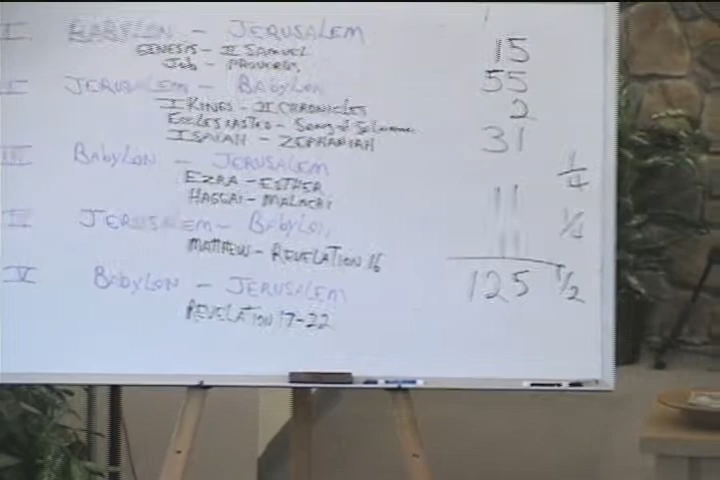 I BABYLON - JERUSALEM
GENESIS - II SAMUEL
Job - PROVERBS
JERUSALEM - BAbyLON
I KINGS - II CHRONICLES
EccLESIASTES - Song of Solomon
ISAIAH - ZEPHANIAH
III BAbyLON - JERUSALEM
EZRA - ESTHER
HAGGAI - MALACHI
IV JERUSALEM - BAbyLON
MATTHEW - REVELATION 16
V BAbyLON - JERUSALEM
REVELATION 17-22
15
55
2
31
1/4
11
1/4
11
125 1/2